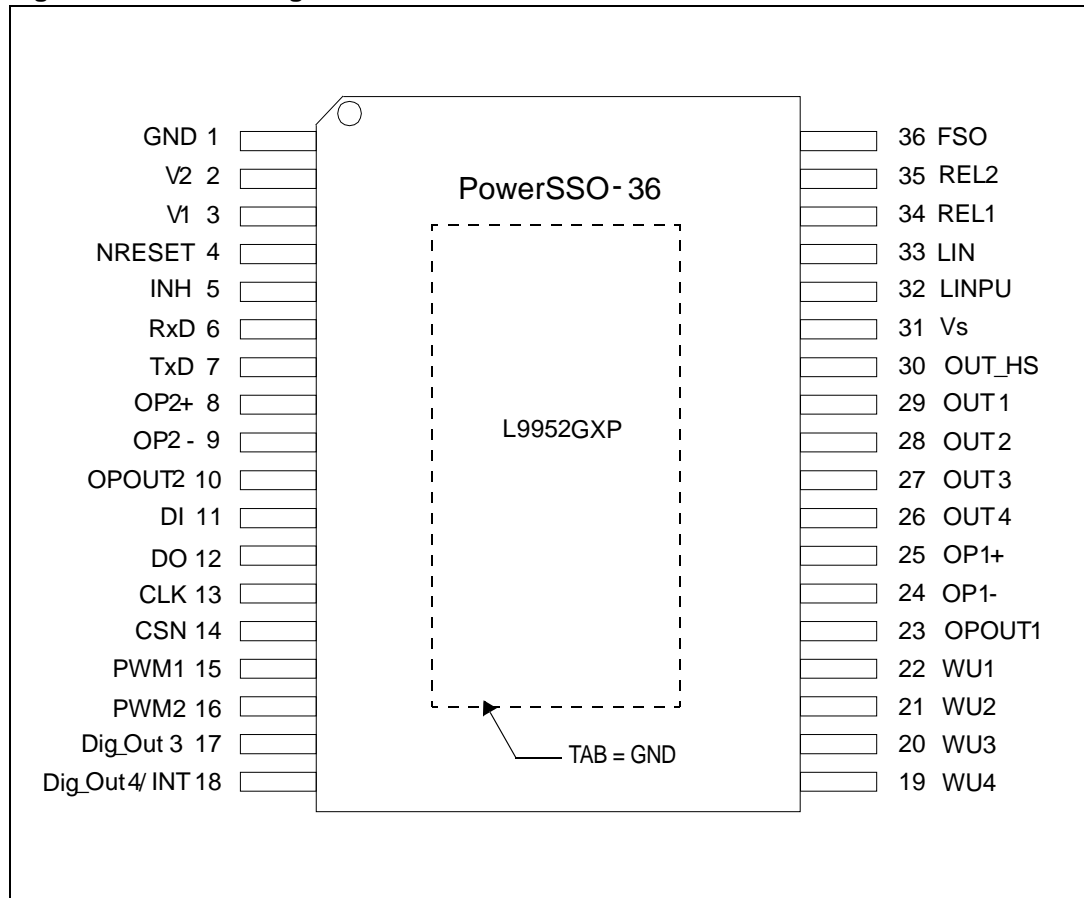 GND 1
V2 2
V1 3
NRESET 4
INH 5
RxD 6
TxD 7
OP2+ 8
OP2 - 9
OPOUT2 10
DI 11
DO 12
CLK 13
CSN 14
PWM1 15
PWM2 16
Dig_Out 3 17
Dig_Out 4/ INT 18
PowerSSO - 36
L9952GXP
TAB = GND
36 FSO
35 REL2
34 REL1
33 LIN
32 LINPU
31 Vs
30 OUT_HS
29 OUT1
28 OUT2
27 OUT3
26 OUT4
25 OP1+
24 OP1-
23 OPOUT1
22 WU1
21 WU2
20 WU3
19 WU4